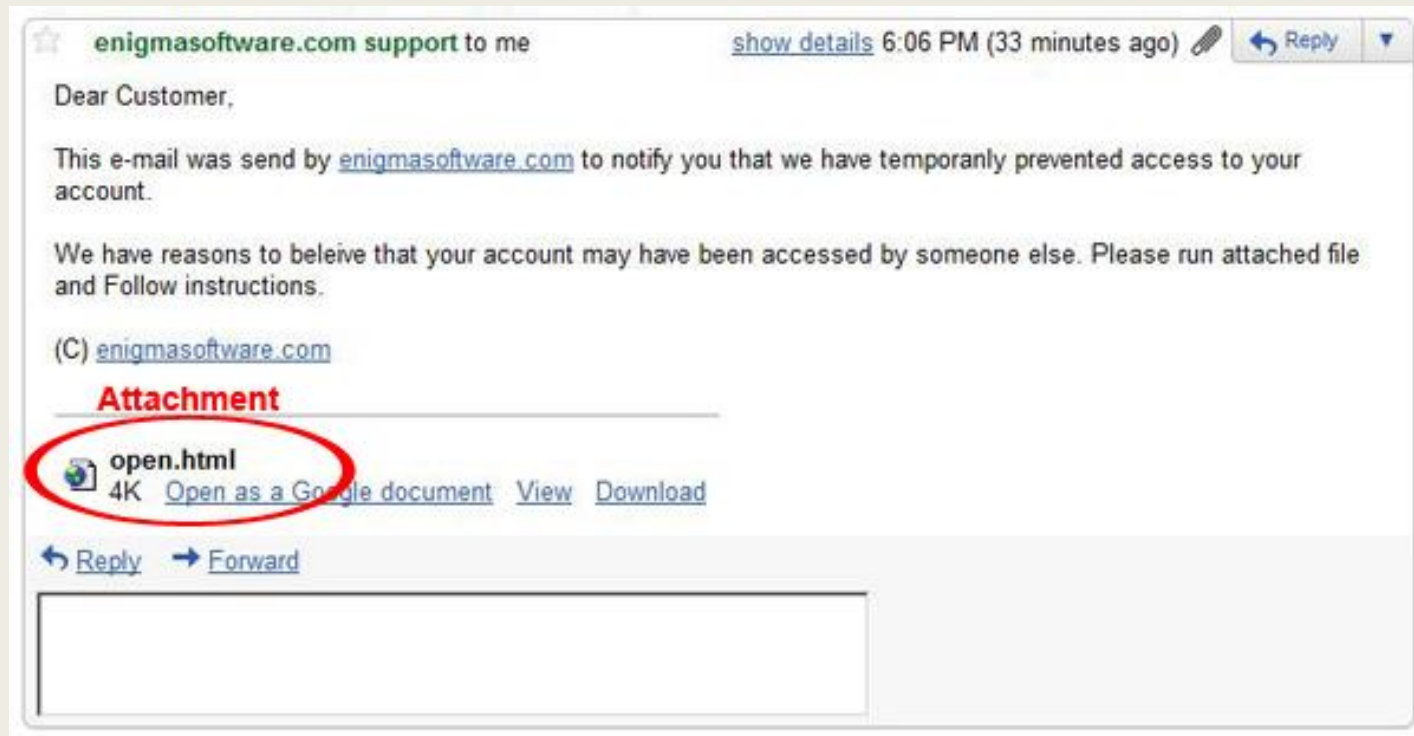 enigmasoftware.com support to me show details 6:06 PM (33 minutes ago) Reply
Dear Customer,
This e-mail was send by enigmasoftware.com to notify you that we have temporanly prevented access to your
account.
We have reasons to beleive that your account may have been accessed by someone else. Please run attached file
and Follow instructions.
(C) enigmasoftware.com
Attachment
open.html
4K Open as a Google document View Download
Reply Forward